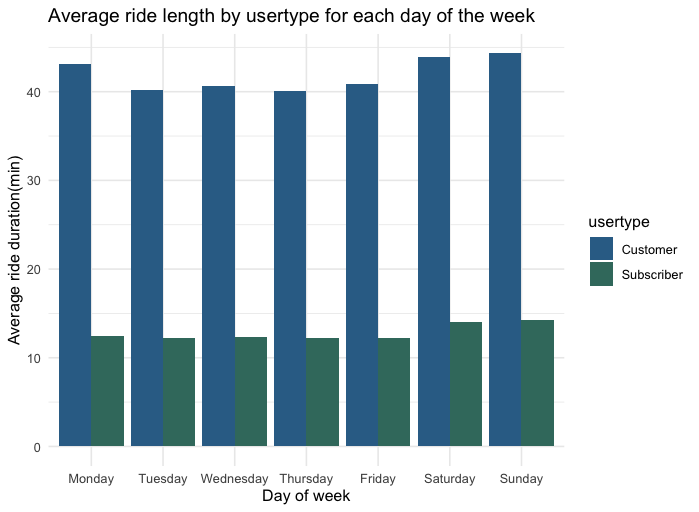 Average ride length by usertype for each day of the week
Average ride duration(min)
40
30
20
10
0
Monday Tuesday Wednesday Thursday Friday Saturday Sunday
Day of week
usertype
Customer
Subscriber